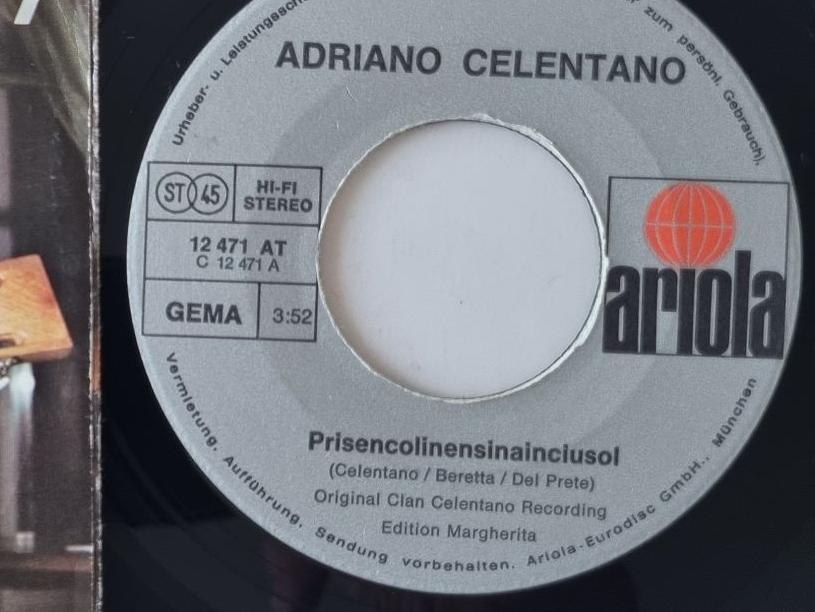 Urheber- u. Leistungssch
zum persönl. Gebrauch).
ADRIANO CELENTANO
ST 45
HI-FI
STEREO
12 471 AT
C 12 471 A
GEMA
3:52
ariola
Prisencolinensinainciusol
(Celentano / Beretta / Del Prete)
Original Clan Celentano Recording
Edition Margherita
Vermietung, Aufführung, Sendung vorbehalten. Ariola-Eurodisc GmbH., München